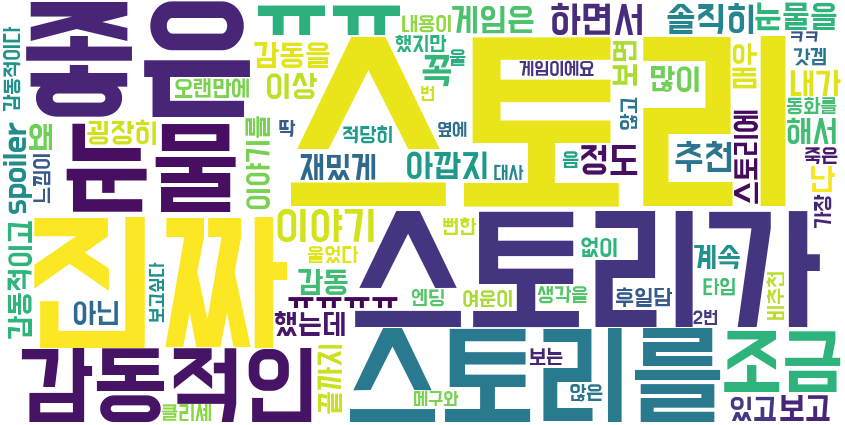 감동적이다
좋은
ㅠㅠ
내용이
게임은
하면서
솔직히
눈물을
했지만
ㅋㅋ
갓겜
감동을
오랜만에
이상
스토리
꼭
울
번
게임이에요
보면
많이
아
돔
내가
동화를
않고
해서
왜
굉장히
이야기를
딱
적당히
옆에
spoiler
느낌이
눈물
재밌게
아깝지
대사
음
정도
추천
스토리에
죽은
나
가장
감동적이고
진짜
이야기
뻔한
울었다
스토리가
없이
계속
아닌
보고싶다
감동
ㅠㅠㅠㅠ
엔딩
여운이
생각을
후일담
타임
비추천
했는데
2번
감동적인
끝까지
스토리를
보는
조금
않은
클리셰
메구와
있고
보고